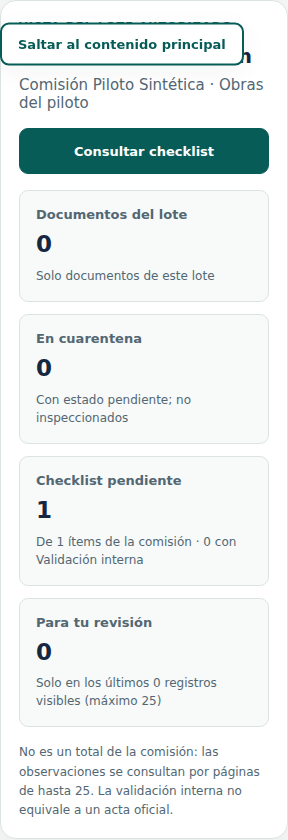 Saltar al contenido principal
Comisión Piloto Sintética · Obras
del piloto
Consultar checklist
Documentos del lote
0
Solo documentos de este lote
En cuarentena
0
Con estado pendiente; no
inspeccionados
Checklist pendiente
1
De 1 ítems de la comisión · 0 con
Validación interna
Para tu revisión
0
Solo en los últimos 0 registros
visibles (máximo 25)
No es un total de la comisión: las
observaciones se consultan por páginas
de hasta 25. La validación interna no
equivale a un acta oficial.